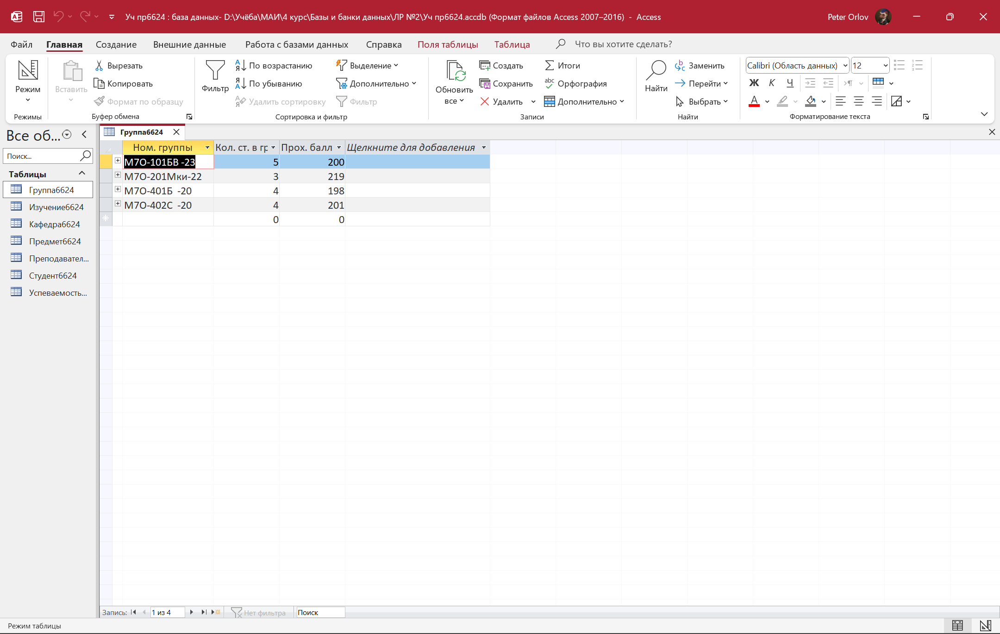 Уч пр6624 : база данных- D:\Учёба\МАИ\4 курс\Базы и банки данных\ЛР №2\Уч пр6624.accdb (Формат файлов Access 2007–2016) - Access
Peter Orlov
Файл Главная Создание Внешние данные Работа с базами данных Справка Поля таблицы Таблица Что вы хотите сделать?
Режим
Режимы
Вставить
Вырезать
Копировать
Формат по образцу
Буфер обмена
Фильтр
По возрастанию
По убыванию
Удалить сортировку
Выделение
Дополнительно
Фильтр
Сортировка и фильтр
Обновить
все
Создать
Сохранить
Удалить
Итоги
Орфография
Дополнительно
Записи
Найти
Заменить
Перейти
Выбрать
Найти
Calibri (Область данных) 12
Ж К Ч
Форматирование текста
Все об...
Поиск...
Таблицы
Группа6624
Изучение6624
Кафедра6624
Предмет6624
Преподавател...
Студент6624
Успеваемость...
Группа6624
Ном. группы Кол. ст. в гр Прох. балл Щелкните для добавления
М7О-101БВ -23 5 200
М7О-201Мки-22 3 219
М7О-401Б -20 4 198
М7О-402С -20 4 201
0 0
Запись: 1 из 4 Нет фильтра Поиск
Режим таблицы